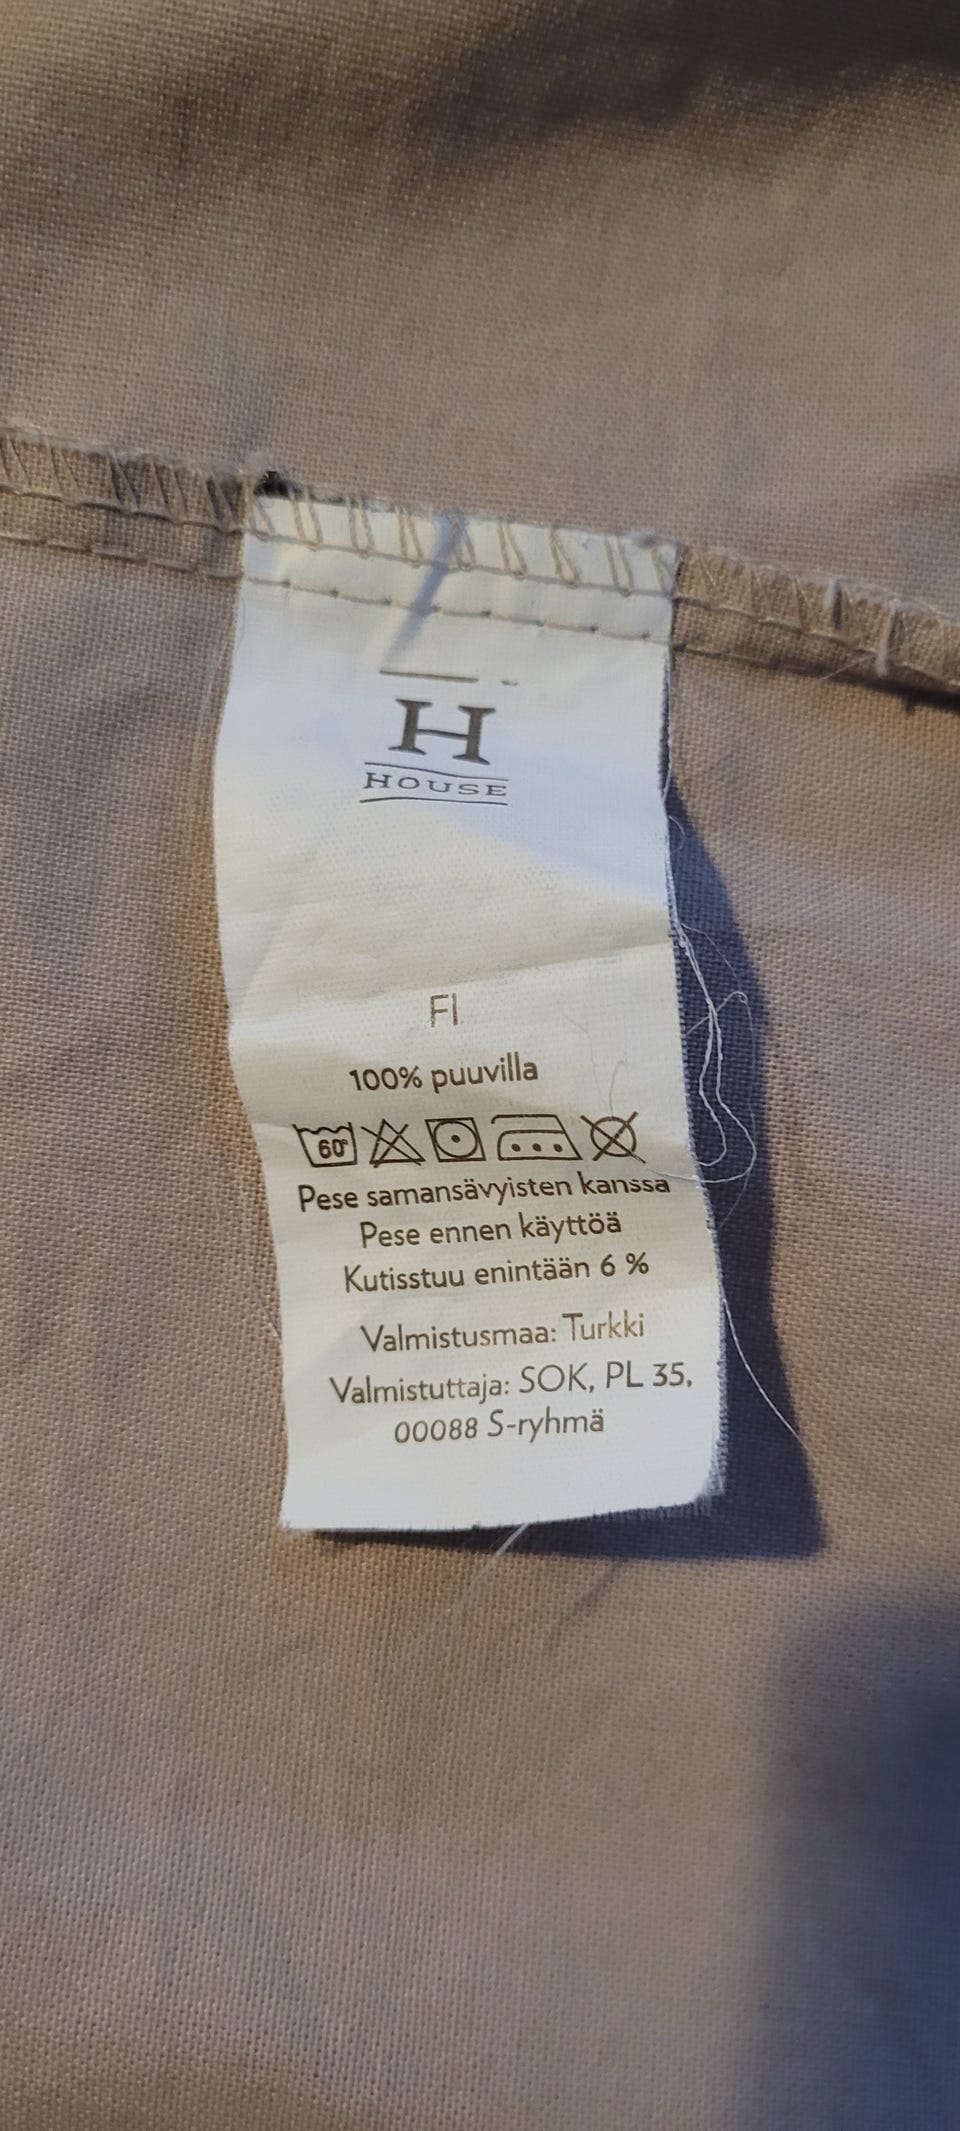 H
HOUSE
FI
100% puuvilla
60°
Pese samansävyisten kanssa
Pese ennen käyttöä
Kutisstuu enintään 6 %
Valmistusmaa: Turkki
Valmistuttaja: SOK, PL 35,
00088 S-ryhmä